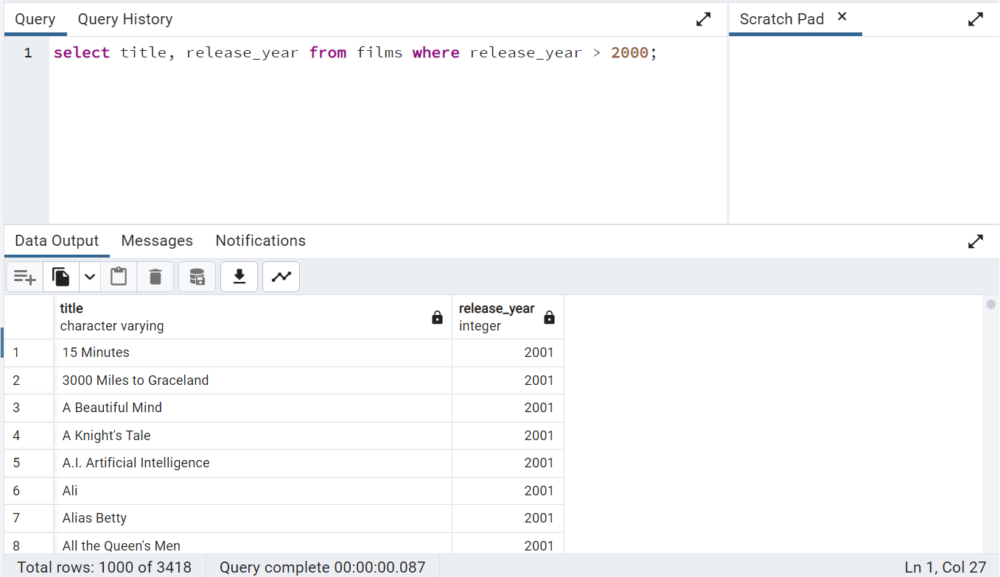 Query Query History Scratch Pad ×
1 select title, release_year from films where release_year > 2000;
Data Output Messages Notifications
title release_year
character varying integer
1 15 Minutes 2001
2 3000 Miles to Graceland 2001
3 A Beautiful Mind 2001
4 A Knight's Tale 2001
5 A.I. Artificial Intelligence 2001
6 Ali 2001
7 Alias Betty 2001
8 All the Queen's Men 2001
Total rows: 1000 of 3418 Query complete 00:00:00.087 Ln 1, Col 27